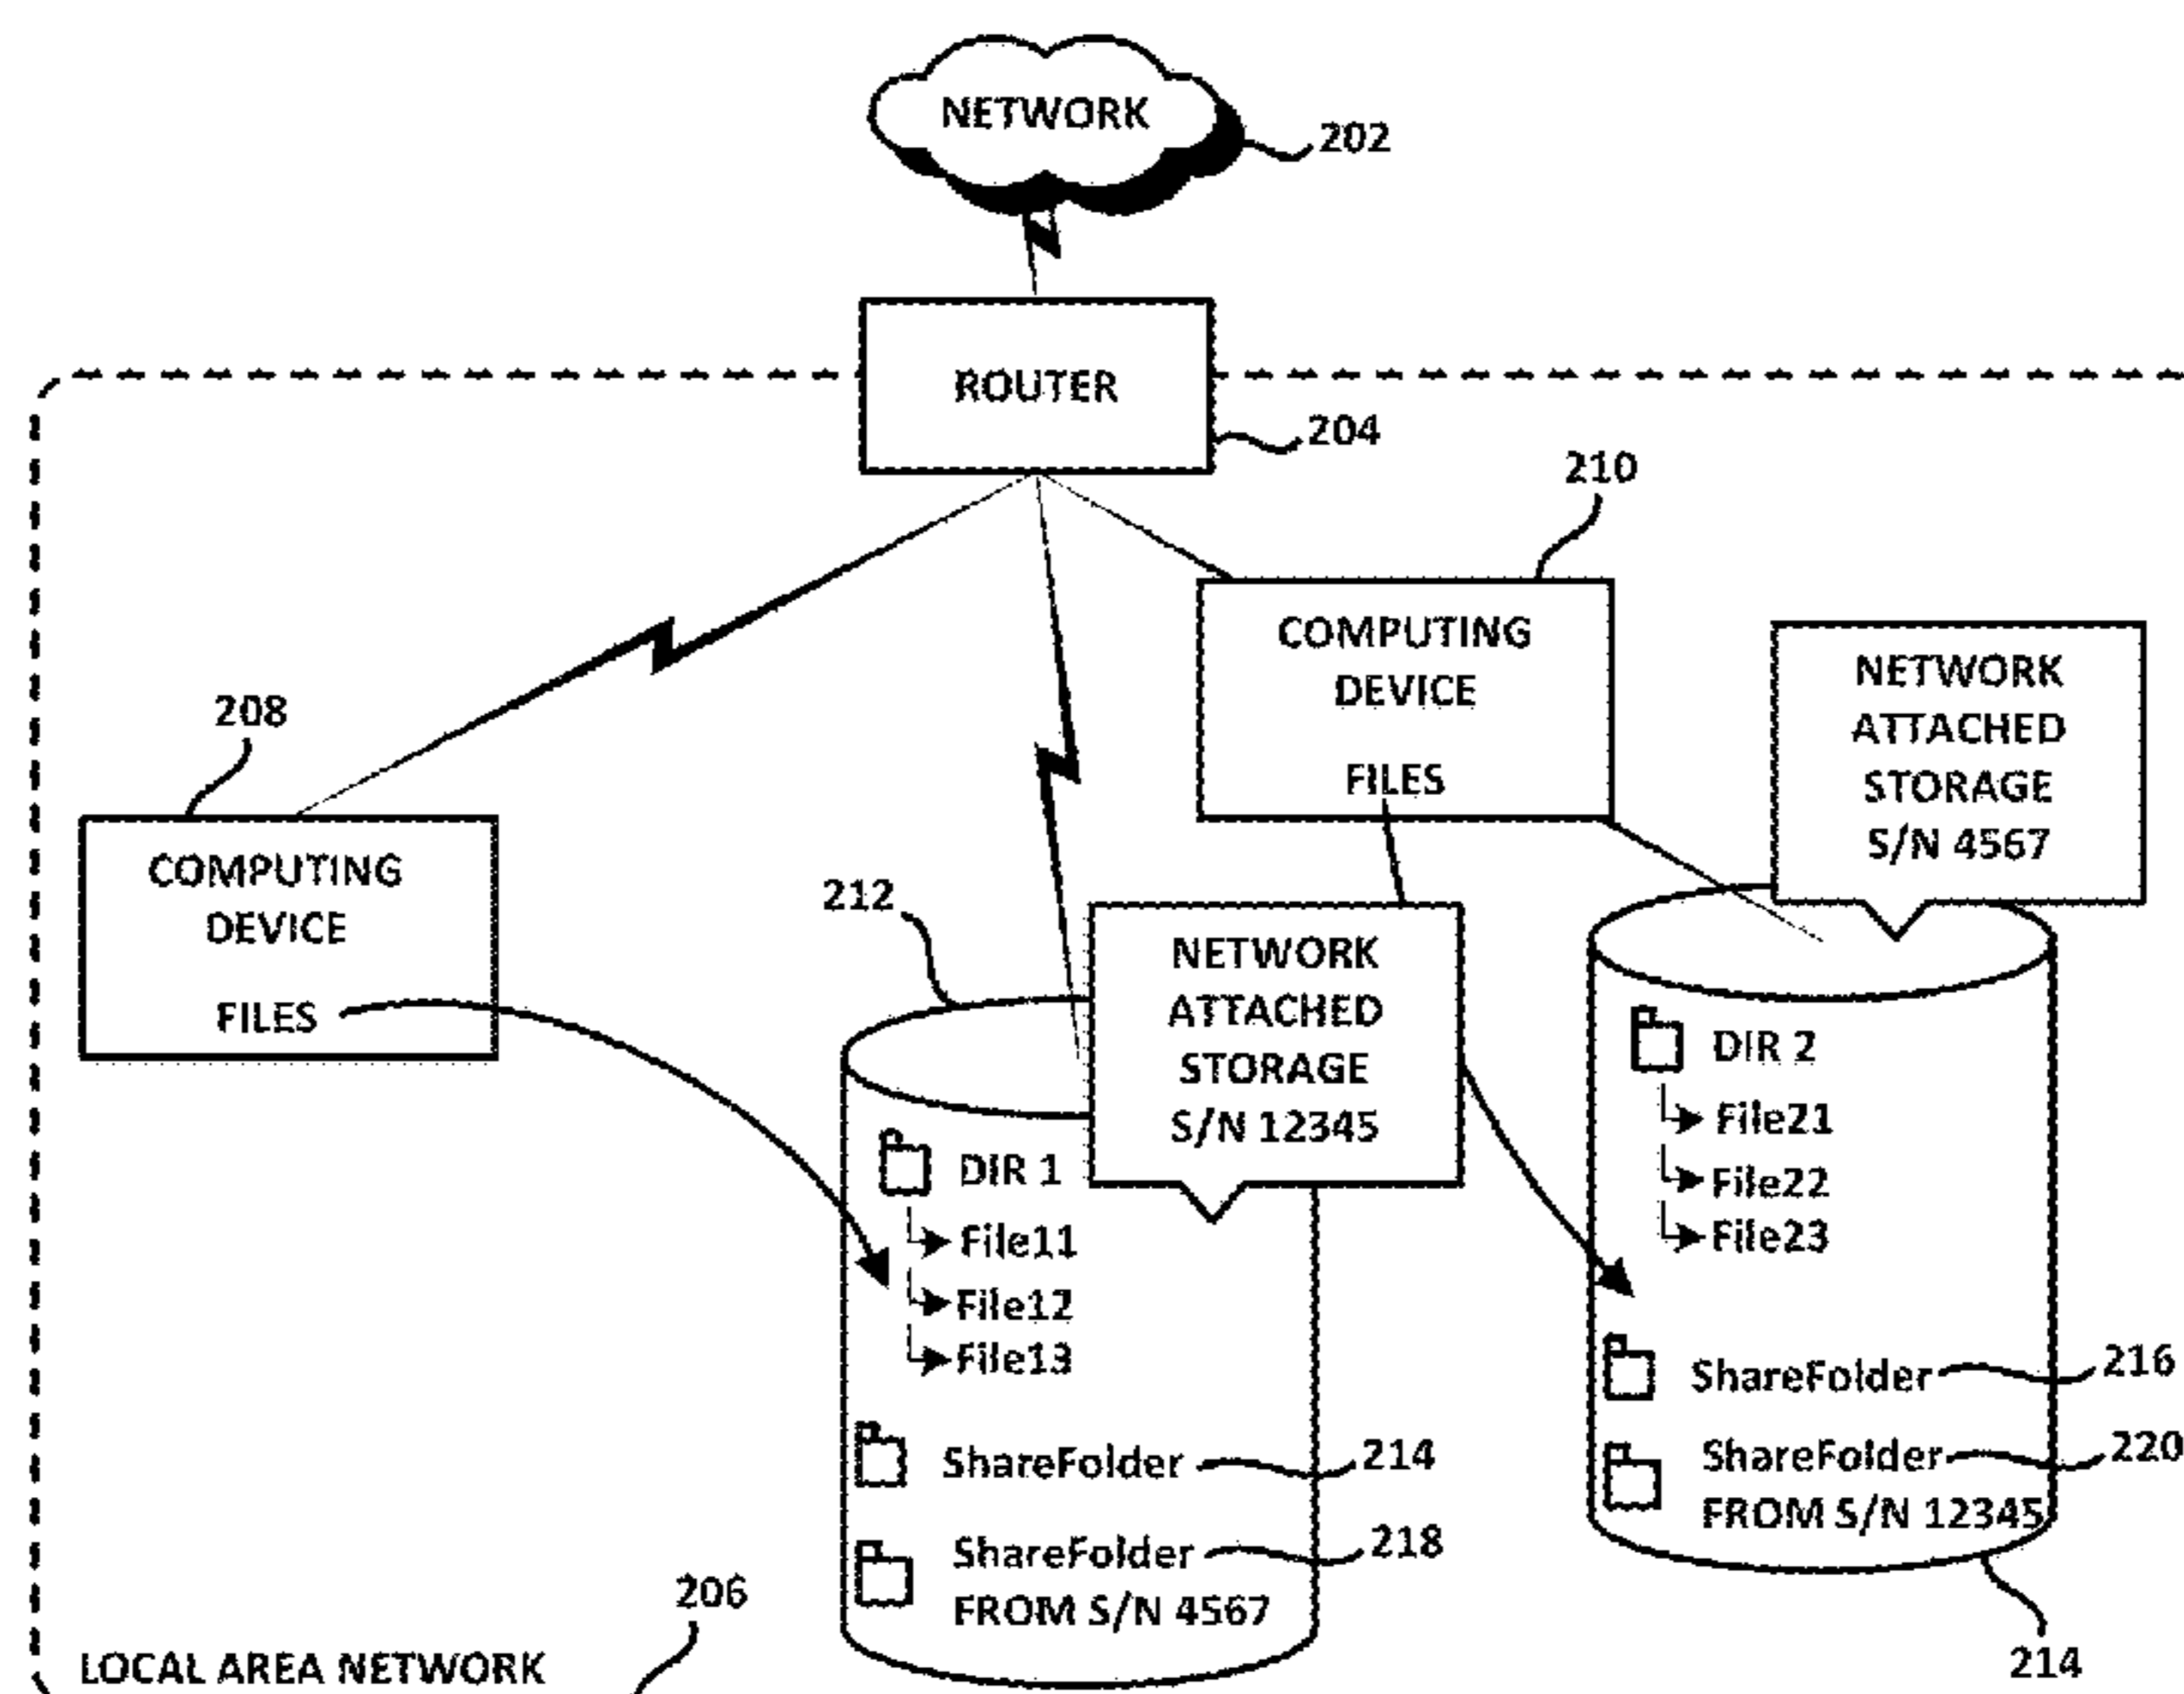 NETWORK
202
ROUTER
204
210
COMPUTING
DEVICE
FILES
NETWORK
ATTACHED
STORAGE
S/N 4567
208
COMPUTING
DEVICE
FILES
212
NETWORK
ATTACHED
STORAGE
S/N 12345
DIR 1
File11
File12
File13
ShareFolder
214
ShareFolder
218
FROM S/N 4567
DIR 2
File21
File22
File23
ShareFolder
216
ShareFolder
220
FROM S/N 12345
214
206
LOCAL AREA NETWORK